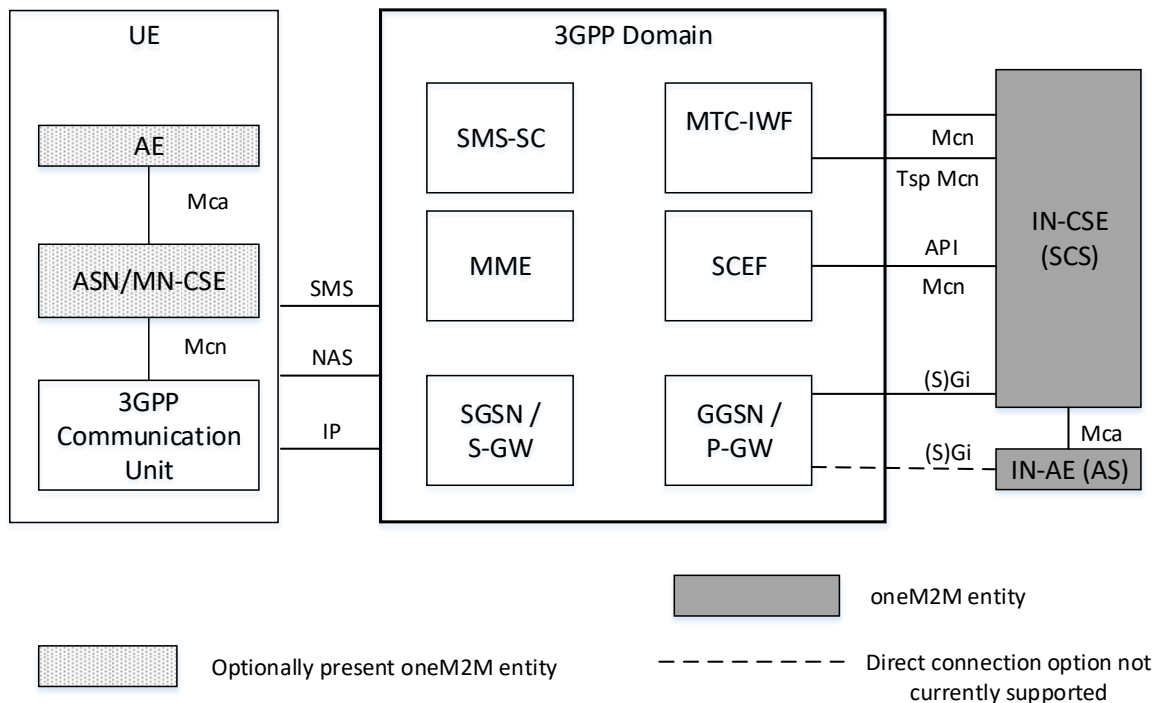 UE
AE
Mca
ASN/MN-CSE
Mcn
3GPP
Communication
Unit
SMS
NAS
IP
3GPP Domain
SMS-SC
MTC-IWF
MME
SCEF
SGSN /
S-GW
GGSN /
P-GW
Mcn
Tsp Mcn
API
Mcn
(S)Gi
(S)Gi
IN-CSE
(SCS)
Mca
IN-AE (AS)
oneM2M entity
Optionally present oneM2M entity
Direct connection option not
currently supported